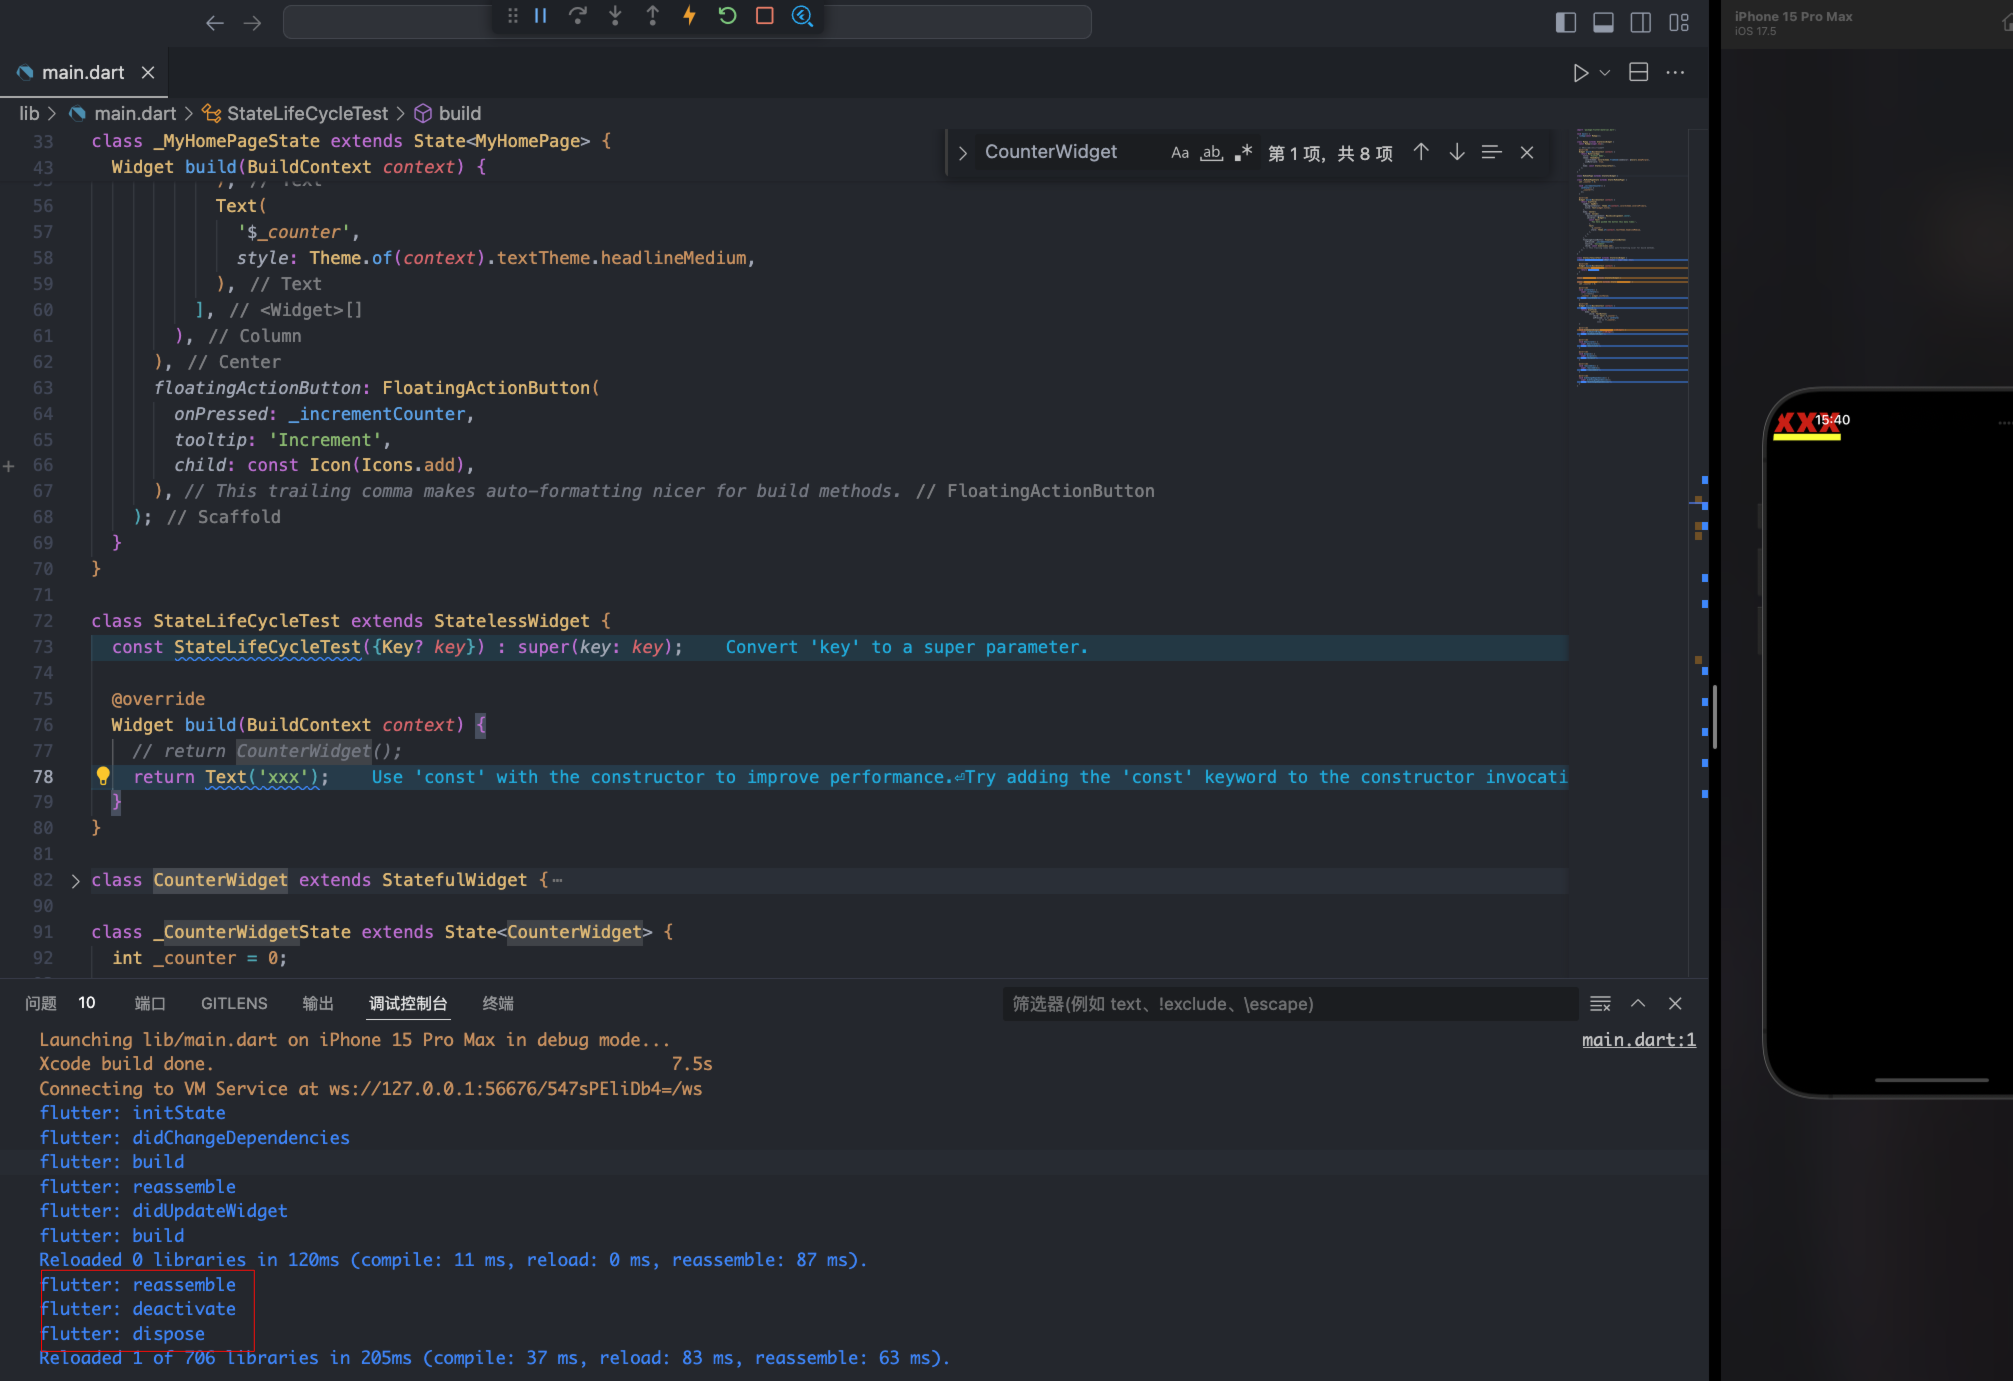 iPhone 15 Pro Max
iOS 17.5
main.dart
lib > main.dart > StateLifeCycleTest > build
33 class _MyHomePageState extends State<MyHomePage> {
43 Widget build(BuildContext context) {
CounterWidget Aa ab .* 第 1 项，共 8 项
), // Text
56 Text(
57 '$_counter',
58 style: Theme.of(context).textTheme.headlineMedium,
59 ), // Text
60 ], // <Widget>[]
61 ), // Column
62 ), // Center
63 floatingActionButton: FloatingActionButton(
64 onPressed: _incrementCounter,
65 tooltip: 'Increment',
66 child: const Icon(Icons.add),
67 ), // This trailing comma makes auto-formatting nicer for build methods. // FloatingActionButton
68 ); // Scaffold
69 }
70 }
71
72 class StateLifeCycleTest extends StatelessWidget {
73 const StateLifeCycleTest({Key? key}) : super(key: key); Convert 'key' to a super parameter.
74
75 @override
76 Widget build(BuildContext context) {
77 // return CounterWidget();
78 return Text('xxx'); Use 'const' with the constructor to improve performance.⏎Try adding the 'const' keyword to the constructor invocati
79 }
80 }
81
82 class CounterWidget extends StatefulWidget {⋯
90
91 class _CounterWidgetState extends State<CounterWidget> {
92 int _counter = 0;
xxx
15:40
问题 10 端口 GITLENS 输出 调试控制台 终端
筛选器(例如 text、!exclude、\escape)
Launching lib/main.dart on iPhone 15 Pro Max in debug mode...
main.dart:1
Xcode build done. 7.5s
Connecting to VM Service at ws://127.0.0.1:56676/547sPEliDb4=/ws
flutter: initState
flutter: didChangeDependencies
flutter: build
flutter: reassemble
flutter: didUpdateWidget
flutter: build
Reloaded 0 libraries in 120ms (compile: 11 ms, reload: 0 ms, reassemble: 87 ms).
flutter: reassemble
flutter: deactivate
flutter: dispose
Reloaded 1 of 706 libraries in 205ms (compile: 37 ms, reload: 83 ms, reassemble: 63 ms).